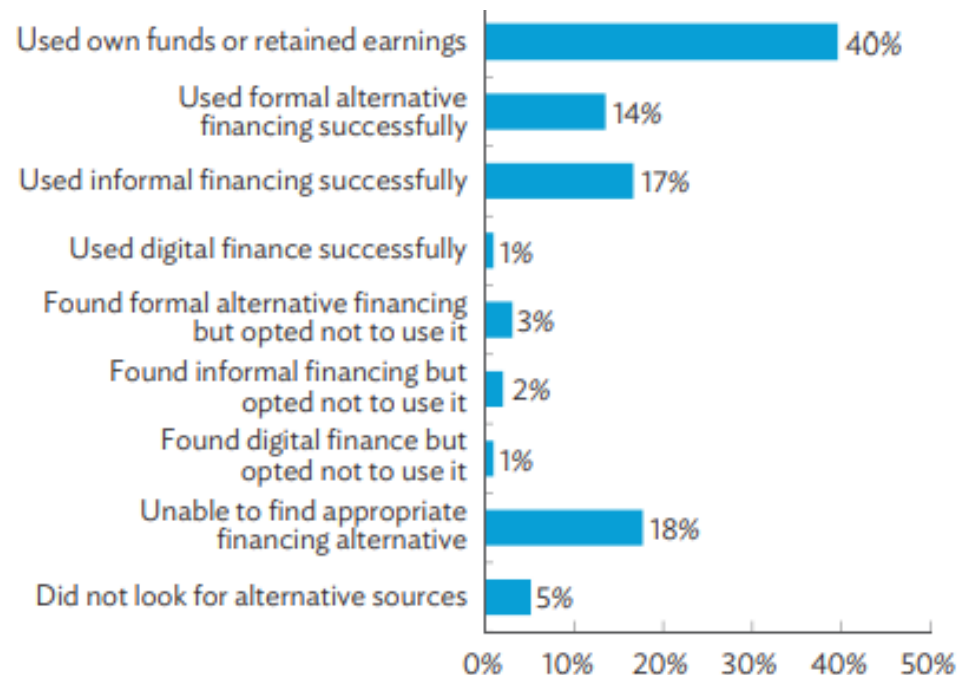 Used own funds or retained earnings
40%
Used formal alternative
financing successfully
14%
Used informal financing successfully
17%
Used digital finance successfully
1%
Found formal alternative financing
but opted not to use it
3%
Found informal financing but
opted not to use it
2%
Found digital finance but
opted not to use it
1%
Unable to find appropriate
financing alternative
18%
Did not look for alternative sources
5%
0% 10% 20% 30% 40% 50%